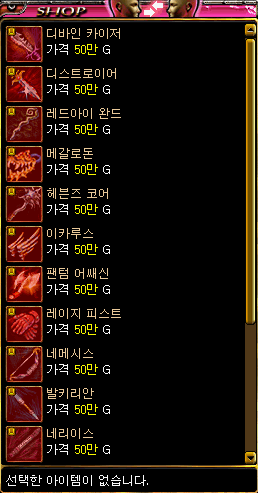 SHOP
디바인 카이저
가격 50만 G
디스트로이어
가격 50만 G
레드아이 완드
가격 50만 G
메갈로돈
가격 50만 G
헤븐즈 코어
가격 50만 G
이카루스
가격 50만 G
팬텀 어쌔신
가격 50만 G
레이지 피스트
가격 50만 G
네메시스
가격 50만 G
발키리안
가격 50만 G
네리이스
가격 50만 G
선택한 아이템이 없습니다.